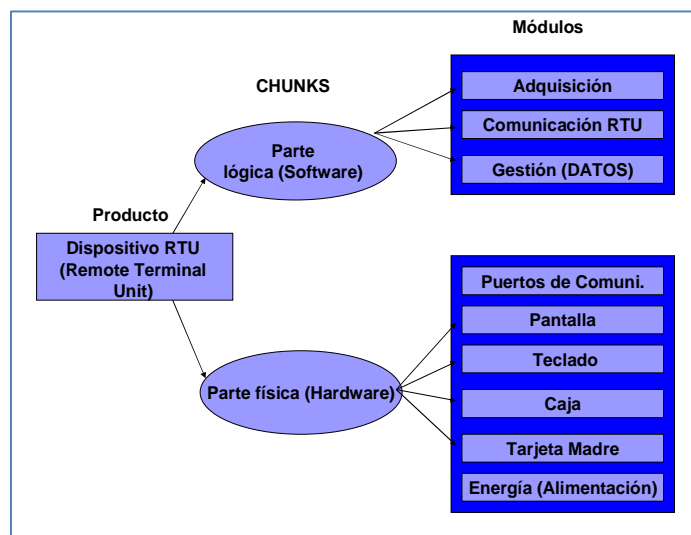 Módulos
CHUNKS
Adquisición
Comunicación RTU
Gestión (DATOS)
Parte
lógica (Software)
Producto
Dispositivo RTU
(Remote Terminal
Unit)
Parte física (Hardware)
Puertos de Comuni.
Pantalla
Teclado
Caja
Tarjeta Madre
Energía (Alimentación)